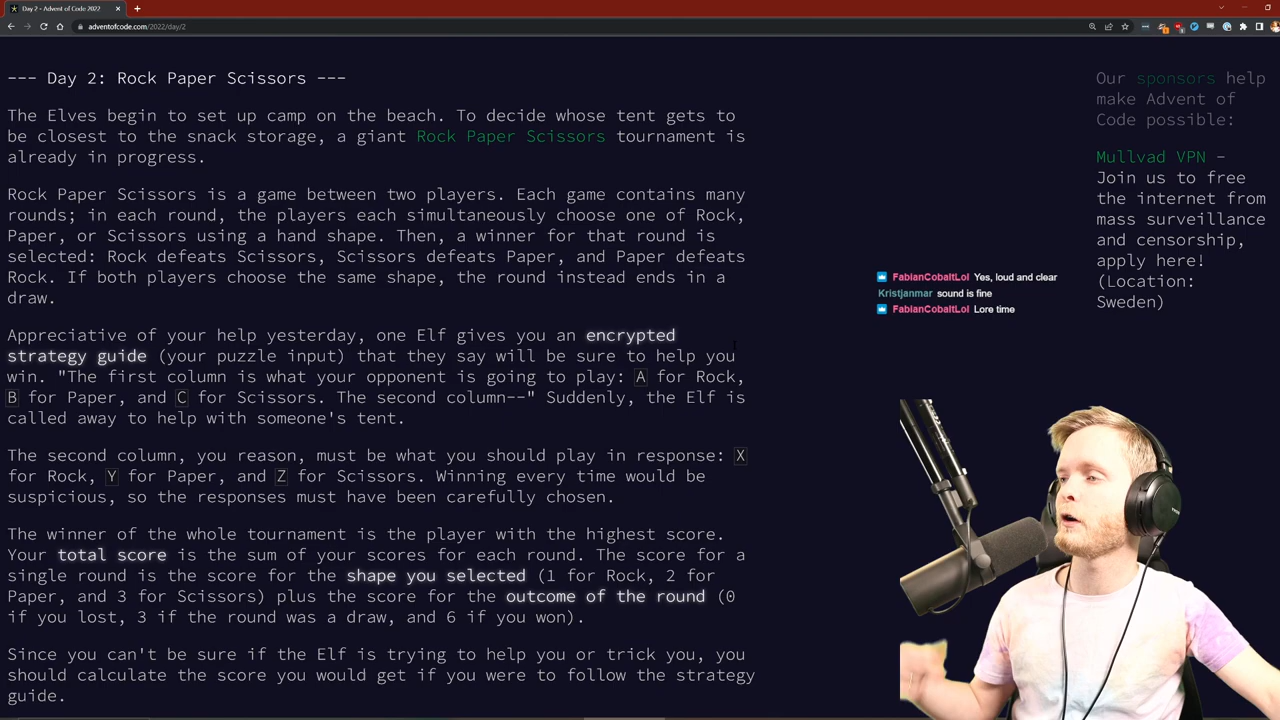 Day 2 - Advent of Code 2022
adventofcode.com/2022/day/2
--- Day 2: Rock Paper Scissors ---
The Elves begin to set up camp on the beach. To decide whose tent gets to
be closest to the snack storage, a giant Rock Paper Scissors tournament is
already in progress.
Rock Paper Scissors is a game between two players. Each game contains many
rounds; in each round, the players each simultaneously choose one of Rock,
Paper, or Scissors using a hand shape. Then, a winner for that round is
selected: Rock defeats Scissors, Scissors defeats Paper, and Paper defeats
Rock. If both players choose the same shape, the round instead ends in a
draw.
Appreciative of your help yesterday, one Elf gives you an encrypted
strategy guide (your puzzle input) that they say will be sure to help you
win. "The first column is what your opponent is going to play: A for Rock,
B for Paper, and C for Scissors. The second column--" Suddenly, the Elf is
called away to help with someone's tent.
The second column, you reason, must be what you should play in response: X
for Rock, Y for Paper, and Z for Scissors. Winning every time would be
suspicious, so the responses must have been carefully chosen.
The winner of the whole tournament is the player with the highest score.
Your total score is the sum of your scores for each round. The score for a
single round is the score for the shape you selected (1 for Rock, 2 for
Paper, and 3 for Scissors) plus the score for the outcome of the round (0
if you lost, 3 if the round was a draw, and 6 if you won).
Since you can't be sure if the Elf is trying to help you or trick you, you
should calculate the score you would get if you were to follow the strategy
guide.
Our sponsors help
make Advent of
Code possible:
Mullvad VPN -
Join us to free
the internet from
mass surveillance
and censorship,
apply here!
(Location:
Sweden)
FabianCobaltLol Yes, loud and clear
Kristjanmar sound is fine
FabianCobaltLol Lore time